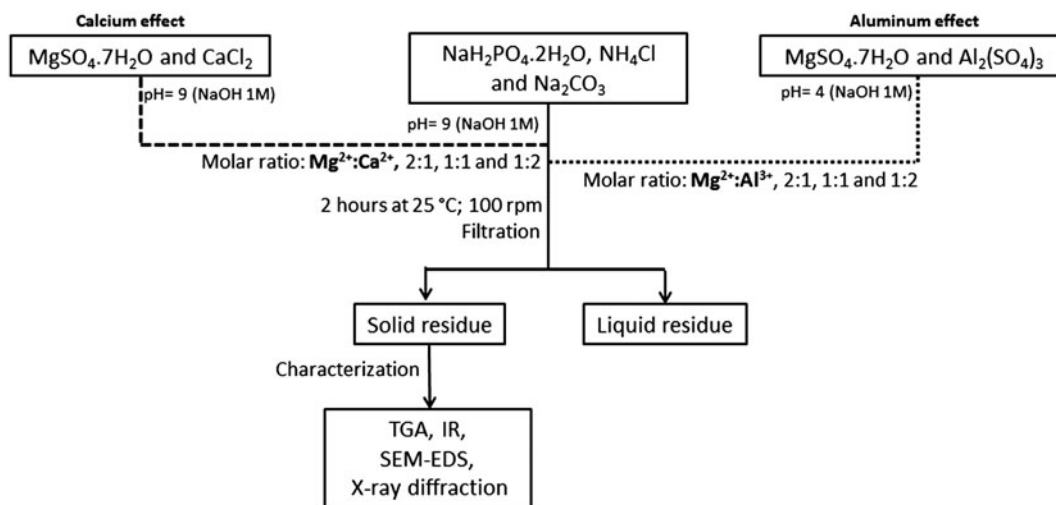 Calcium effect
MgSO₄.7H₂O and CaCl₂
pH= 9 (NaOH 1M)
NaH₂PO₄.2H₂O, NH₄Cl
and Na₂CO₃
pH= 9 (NaOH 1M)
Aluminum effect
MgSO₄.7H₂O and Al₂(SO₄)₃
pH= 4 (NaOH 1M)
Molar ratio: Mg²⁺:Ca²⁺, 2:1, 1:1 and 1:2
Molar ratio: Mg²⁺:Al³⁺, 2:1, 1:1 and 1:2
2 hours at 25 °C; 100 rpm
Filtration
Solid residue
Liquid residue
Characterization
TGA, IR,
SEM-EDS,
X-ray diffraction